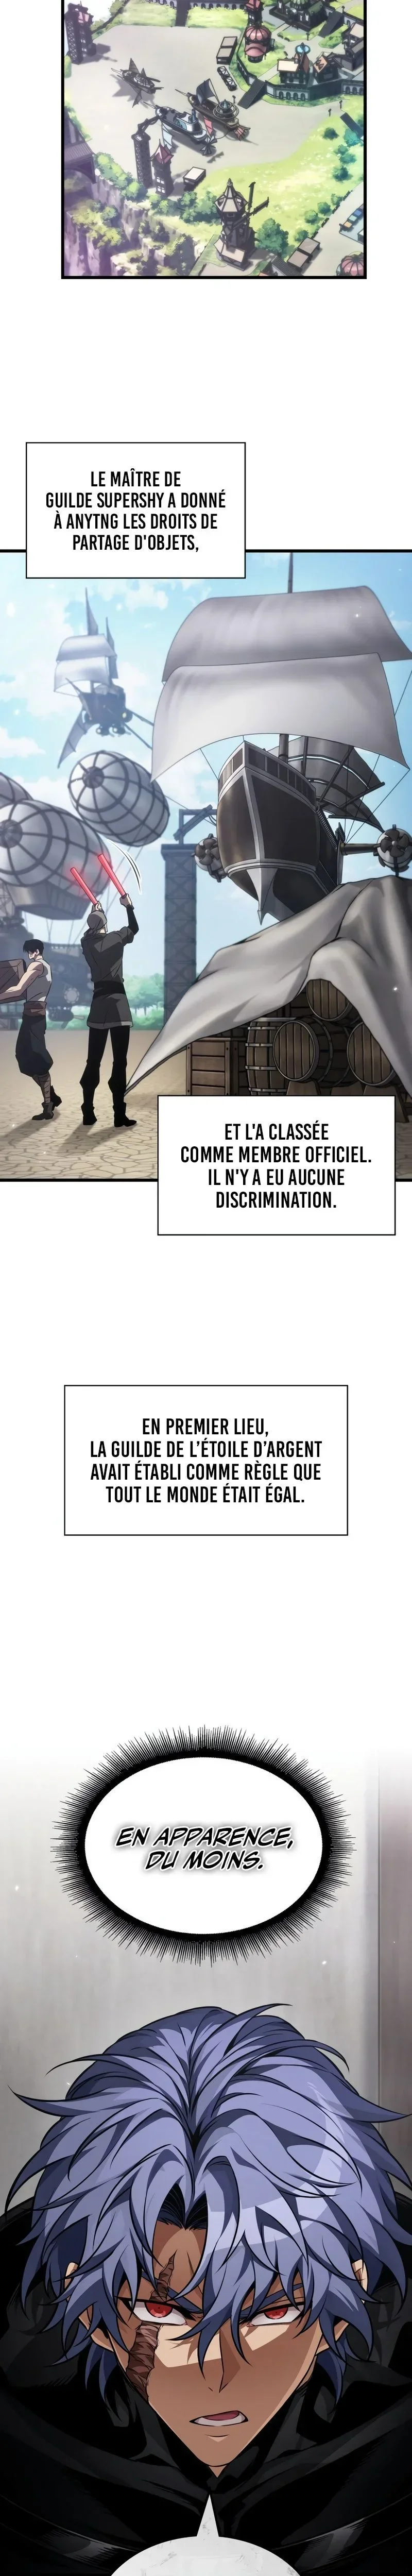 LE MAÎTRE DE
GUILDE SUPERSHY A DONNÉ
À ANYTNG LES DROITS DE
PARTAGE D'OBJETS,
ET L'A CLASSÉE
COMME MEMBRE OFFICIEL.
IL N'Y A EU AUCUNE
DISCRIMINATION.
EN PREMIER LIEU,
LA GUILDE DE L'ÉTOILE D'ARGENT
AVAIT ÉTABLI COMME RÈGLE QUE
TOUT LE MONDE ÉTAIT ÉGAL.
EN APPARENCE,
DU MOINS.